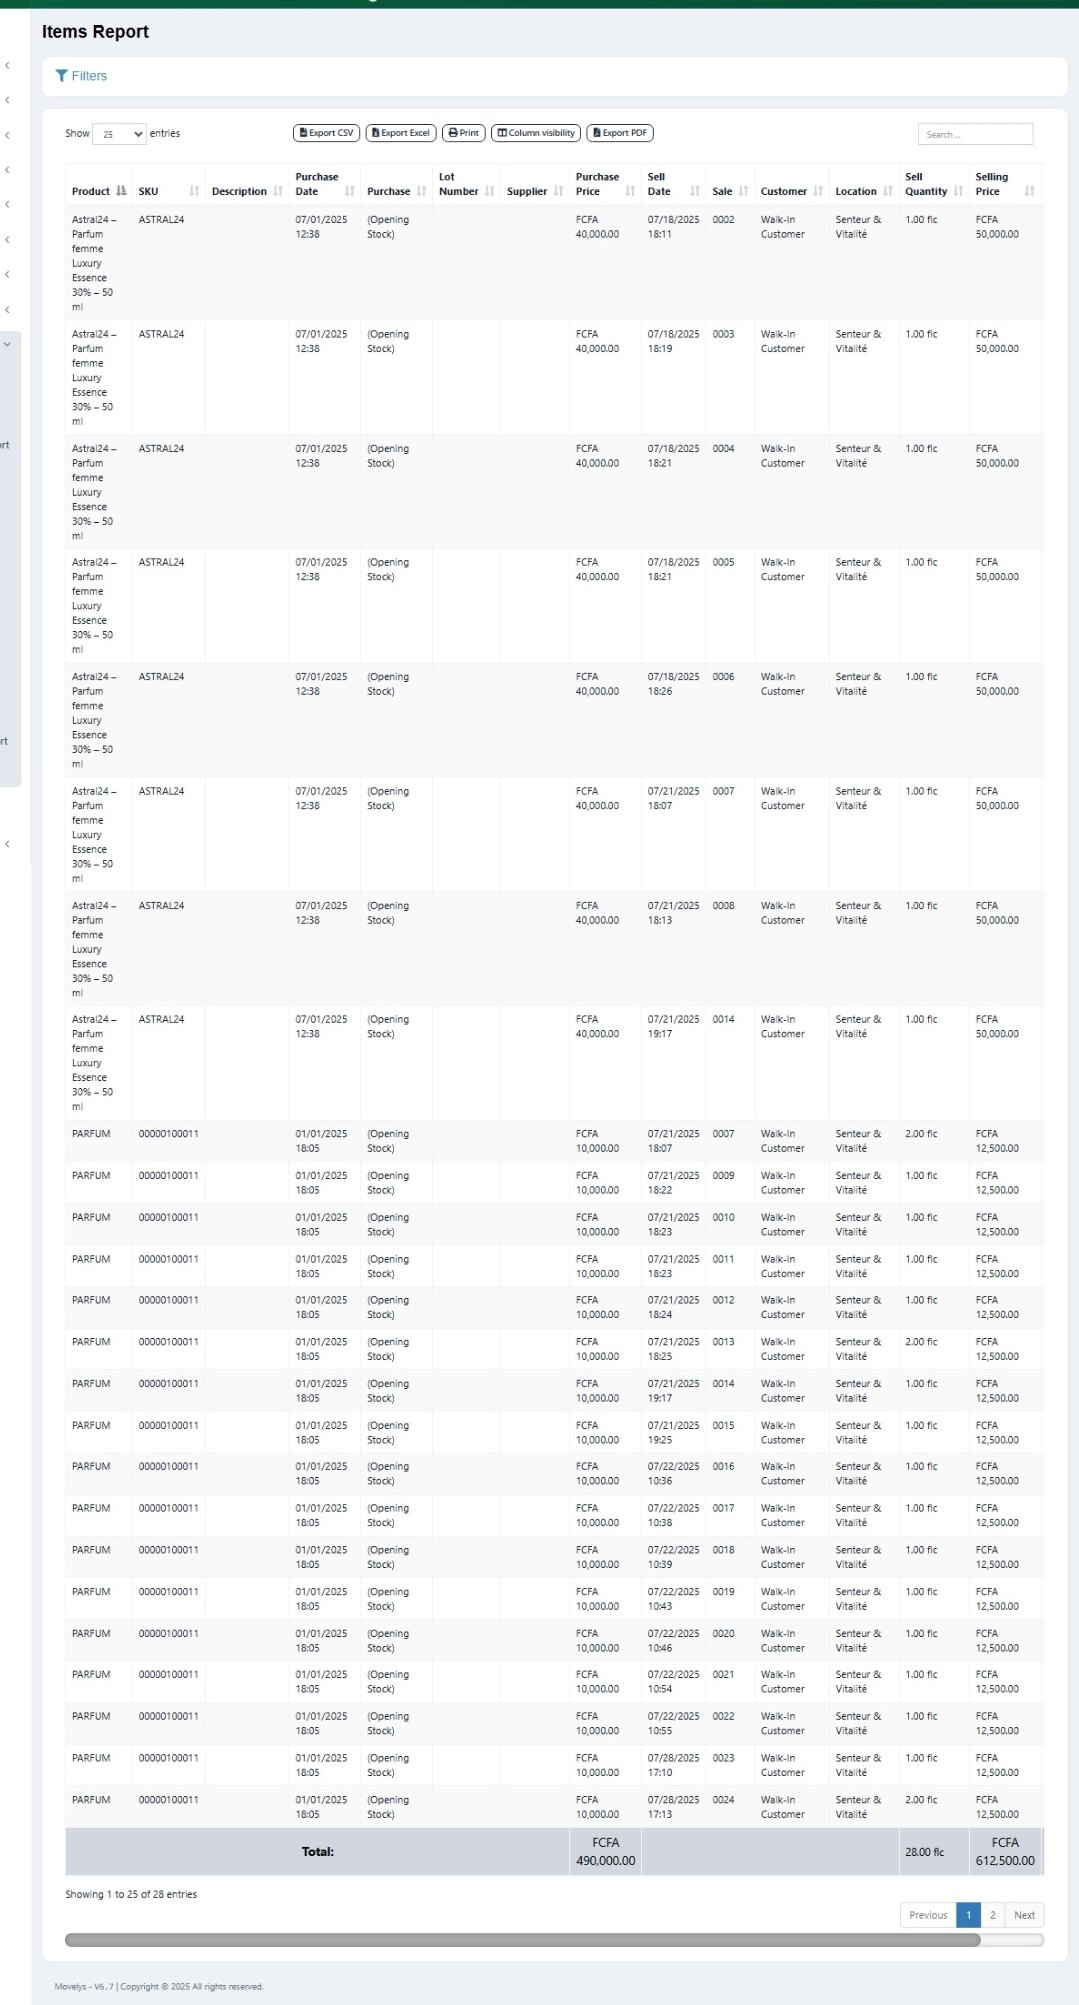 Items Report
Filters
Show 25 entries Export CSV Export Excel Print Column visibility Export PDF Search ...
Product SKU Description Purchase Date Purchase Lot Number Supplier Purchase Price Sell Date Sale Customer Location Sell Quantity Selling Price
Astral24 – Parfum femme Luxury Essence 30% – 50 ml ASTRAL24 07/01/2025 12:38 (Opening Stock) FCFA 40,000.00 07/18/2025 18:11 0002 Walk-In Customer Senteur & Vitalité 1.00 flc FCFA 50,000.00
Astral24 – Parfum femme Luxury Essence 30% – 50 ml ASTRAL24 07/01/2025 12:38 (Opening Stock) FCFA 40,000.00 07/18/2025 18:19 0003 Walk-In Customer Senteur & Vitalité 1.00 flc FCFA 50,000.00
Astral24 – Parfum femme Luxury Essence 30% – 50 ml ASTRAL24 07/01/2025 12:38 (Opening Stock) FCFA 40,000.00 07/18/2025 18:21 0004 Walk-In Customer Senteur & Vitalité 1.00 flc FCFA 50,000.00
ort
Astral24 – Parfum femme Luxury Essence 30% – 50 ml ASTRAL24 07/01/2025 12:38 (Opening Stock) FCFA 40,000.00 07/18/2025 18:21 0005 Walk-In Customer Senteur & Vitalité 1.00 flc FCFA 50,000.00
Astral24 – Parfum femme Luxury Essence 30% – 50 ml ASTRAL24 07/01/2025 12:38 (Opening Stock) FCFA 40,000.00 07/18/2025 18:26 0006 Walk-In Customer Senteur & Vitalité 1.00 flc FCFA 50,000.00
rt
Astral24 – Parfum femme Luxury Essence 30% – 50 ml ASTRAL24 07/01/2025 12:38 (Opening Stock) FCFA 40,000.00 07/21/2025 18:07 0007 Walk-In Customer Senteur & Vitalité 1.00 flc FCFA 50,000.00
Astral24 – Parfum femme Luxury Essence 30% – 50 ml ASTRAL24 07/01/2025 12:38 (Opening Stock) FCFA 40,000.00 07/21/2025 18:13 0008 Walk-In Customer Senteur & Vitalité 1.00 flc FCFA 50,000.00
Astral24 – Parfum femme Luxury Essence 30% – 50 ml ASTRAL24 07/01/2025 12:38 (Opening Stock) FCFA 40,000.00 07/21/2025 19:17 0014 Walk-In Customer Senteur & Vitalité 1.00 flc FCFA 50,000.00
PARFUM 00000100011 01/01/2025 18:05 (Opening Stock) FCFA 10,000.00 07/21/2025 18:07 0007 Walk-In Customer Senteur & Vitalité 2.00 flc FCFA 12,500.00
PARFUM 00000100011 01/01/2025 18:05 (Opening Stock) FCFA 10,000.00 07/21/2025 18:22 0009 Walk-In Customer Senteur & Vitalité 1.00 flc FCFA 12,500.00
PARFUM 00000100011 01/01/2025 18:05 (Opening Stock) FCFA 10,000.00 07/21/2025 18:23 0010 Walk-In Customer Senteur & Vitalité 1.00 flc FCFA 12,500.00
PARFUM 00000100011 01/01/2025 18:05 (Opening Stock) FCFA 10,000.00 07/21/2025 18:23 0011 Walk-In Customer Senteur & Vitalité 1.00 flc FCFA 12,500.00
PARFUM 00000100011 01/01/2025 18:05 (Opening Stock) FCFA 10,000.00 07/21/2025 18:24 0012 Walk-In Customer Senteur & Vitalité 1.00 flc FCFA 12,500.00
PARFUM 00000100011 01/01/2025 18:05 (Opening Stock) FCFA 10,000.00 07/21/2025 18:25 0013 Walk-In Customer Senteur & Vitalité 2.00 flc FCFA 12,500.00
PARFUM 00000100011 01/01/2025 18:05 (Opening Stock) FCFA 10,000.00 07/21/2025 19:17 0014 Walk-In Customer Senteur & Vitalité 1.00 flc FCFA 12,500.00
PARFUM 00000100011 01/01/2025 18:05 (Opening Stock) FCFA 10,000.00 07/21/2025 19:25 0015 Walk-In Customer Senteur & Vitalité 1.00 flc FCFA 12,500.00
PARFUM 00000100011 01/01/2025 18:05 (Opening Stock) FCFA 10,000.00 07/22/2025 10:36 0016 Walk-In Customer Senteur & Vitalité 1.00 flc FCFA 12,500.00
PARFUM 00000100011 01/01/2025 18:05 (Opening Stock) FCFA 10,000.00 07/22/2025 10:38 0017 Walk-In Customer Senteur & Vitalité 1.00 flc FCFA 12,500.00
PARFUM 00000100011 01/01/2025 18:05 (Opening Stock) FCFA 10,000.00 07/22/2025 10:39 0018 Walk-In Customer Senteur & Vitalité 1.00 flc FCFA 12,500.00
PARFUM 00000100011 01/01/2025 18:05 (Opening Stock) FCFA 10,000.00 07/22/2025 10:43 0019 Walk-In Customer Senteur & Vitalité 1.00 flc FCFA 12,500.00
PARFUM 00000100011 01/01/2025 18:05 (Opening Stock) FCFA 10,000.00 07/22/2025 10:46 0020 Walk-In Customer Senteur & Vitalité 1.00 flc FCFA 12,500.00
PARFUM 00000100011 01/01/2025 18:05 (Opening Stock) FCFA 10,000.00 07/22/2025 10:54 0021 Walk-In Customer Senteur & Vitalité 1.00 flc FCFA 12,500.00
PARFUM 00000100011 01/01/2025 18:05 (Opening Stock) FCFA 10,000.00 07/22/2025 10:55 0022 Walk-In Customer Senteur & Vitalité 1.00 flc FCFA 12,500.00
PARFUM 00000100011 01/01/2025 18:05 (Opening Stock) FCFA 10,000.00 07/28/2025 17:10 0023 Walk-In Customer Senteur & Vitalité 1.00 flc FCFA 12,500.00
PARFUM 00000100011 01/01/2025 18:05 (Opening Stock) FCFA 10,000.00 07/28/2025 17:13 0024 Walk-In Customer Senteur & Vitalité 2.00 flc FCFA 12,500.00
Total: FCFA 490,000.00 28.00 flc FCFA 612,500.00
Showing 1 to 25 of 28 entries
Previous 1 2 Next
Movelys - V6.7 | Copyright © 2025 All rights reserved.